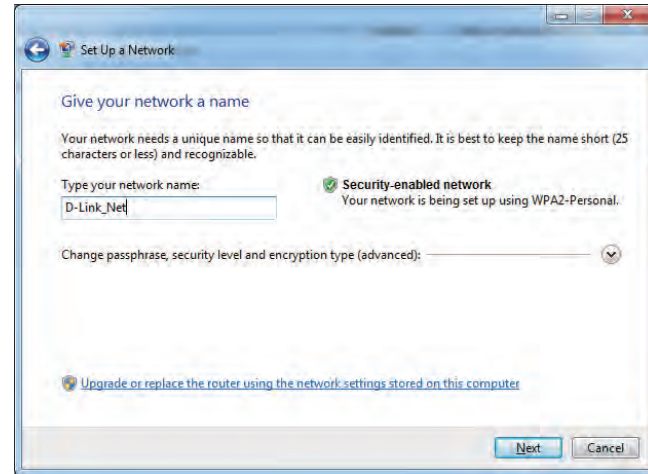 Set Up a Network
Give your network a name
Your network needs a unique name so that it can be easily identified. It is best to keep the name short (25
characters or less) and recognizable.
Type your network name:
Security-enabled network
D-Link_Net
Your network is being set up using WPA2-Personal.
Change passphrase, security level and encryption type (advanced):
Upgrade or replace the router using the network settings stored on this computer
Next Cancel